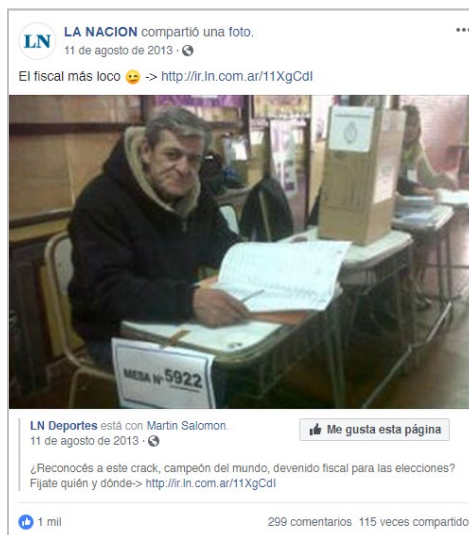 LN
LA NACION compartió una foto.
11 de agosto de 2013 ·
El fiscal más loco -> http://ir.ln.com.ar/11XgCdI
MESA Nº 5922
LN Deportes está con Martin Salomon.
11 de agosto de 2013 ·
Me gusta esta página
¿Reconocés a este crack, campeón del mundo, devenido fiscal para las elecciones?
Fijate quién y dónde-> http://ir.ln.com.ar/11XgCdI
1 mil
299 comentarios 115 veces compartido